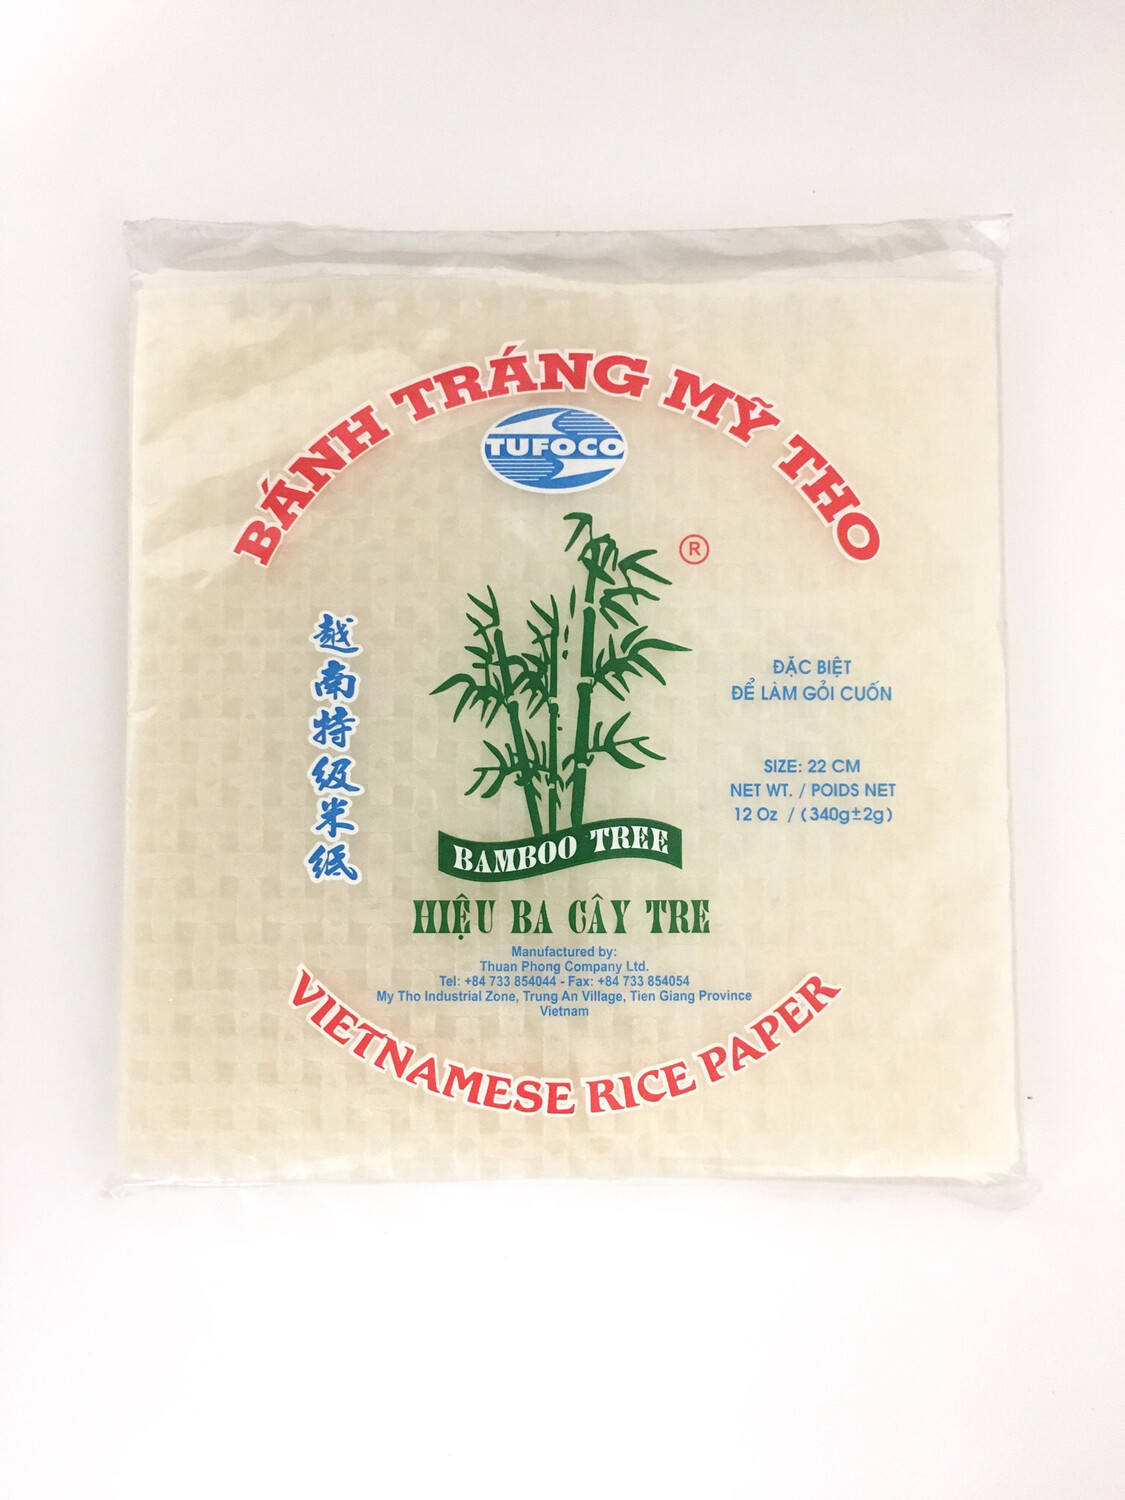 BÁNH TRÁNG MỸ THO
TUFOCO
®
越南特级米纸
ĐẶC BIỆT
ĐỂ LÀM GỎI CUỐN
SIZE: 22 CM
NET WT. / POIDS NET
12 Oz / (340g±2g)
BAMBOO TREE
HIỆU BA CÂY TRE
Manufactured by:
Thuan Phong Company Ltd.
Tel: +84 733 854044 - Fax: +84 733 854054
My Tho Industrial Zone, Trung An Village, Tien Giang Province
Vietnam
VIETNAMESE RICE PAPER